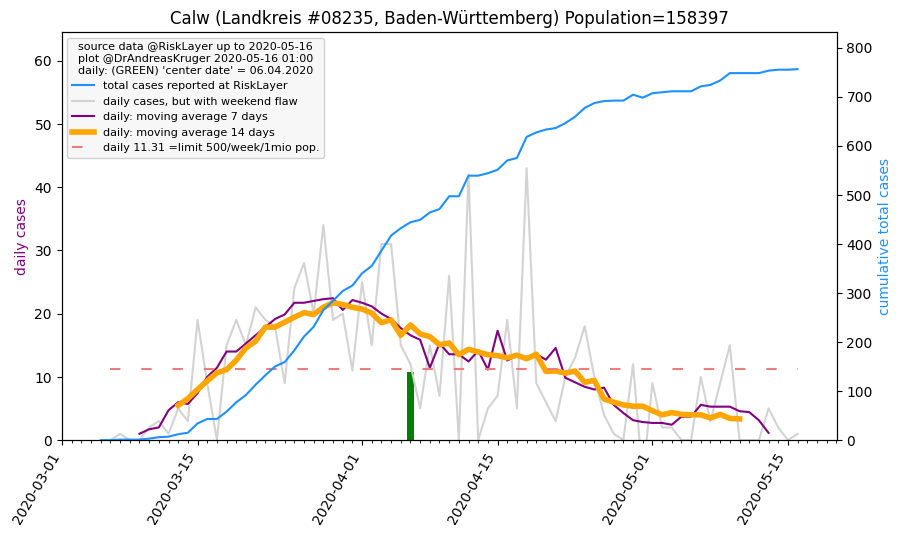 Calw (Landkreis #08235, Baden-Württemberg) Population=158397
source data @RiskLayer up to 2020-05-16
plot @DrAndreasKruger 2020-05-16 01:00
daily: (GREEN) 'center date' = 06.04.2020
total cases reported at RiskLayer
daily cases, but with weekend flaw
daily: moving average 7 days
daily: moving average 14 days
daily 11.31 =limit 500/week/1mio pop.
daily cases
60
50
40
30
20
10
0
cumulative total cases
800
700
600
500
400
300
200
100
0
2020-03-01
2020-03-15
2020-04-01
2020-04-15
2020-05-01
2020-05-15